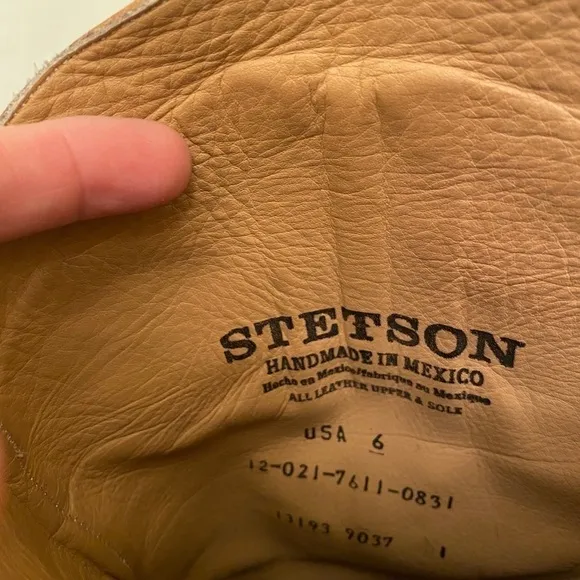 STETSON
HANDMADE IN MEXICO
Hecho en Mexico/fabrique au Mexique
ALL LEATHER UPPER & SOLE
USA 6
12-021-7611-0831
13193 9037 1